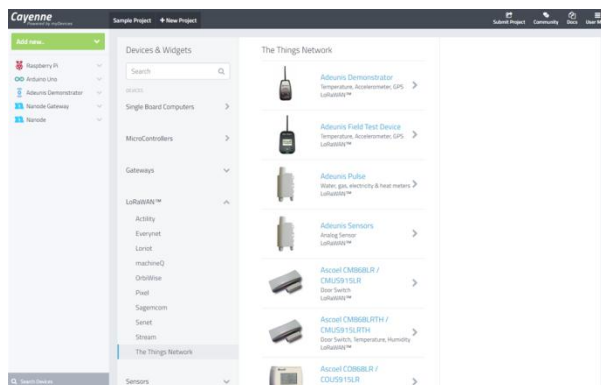 Cayenne
Powered by myDevices
Sample Project
+ New Project
Submit Project
Community
Docs
User M
Add new...
Raspberry Pi
Arduino Uno
Adeunis Demonstrator
Nanode Gateway
Nanode
Search Devices
Devices & Widgets
Search
DEVICES
Single Board Computers
MicroControllers
Gateways
LoRaWAN™
Actility
Everynet
Loriot
machineQ
OrbiWise
Pixel
Sagemcom
Senet
Stream
The Things Network
Sensors
The Things Network
Adeunis Demonstrator
Temperature, Accelerometer, GPS
LoRaWAN™
Adeunis Field Test Device
Temperature, Accelerometer, GPS
LoRaWAN™
Adeunis Pulse
Water, gas, electricity & heat meters
LoRaWAN™
Adeunis Sensors
Analog Sensor
LoRaWAN™
Ascoel CM868LR /
CMUS915LR
Door Switch
LoRaWAN™
Ascoel CM868LRTH /
CMUS915LRTH
Door Switch, Temperature, Humidity
LoRaWAN™
Ascoel CO868LR /
COUS915LR